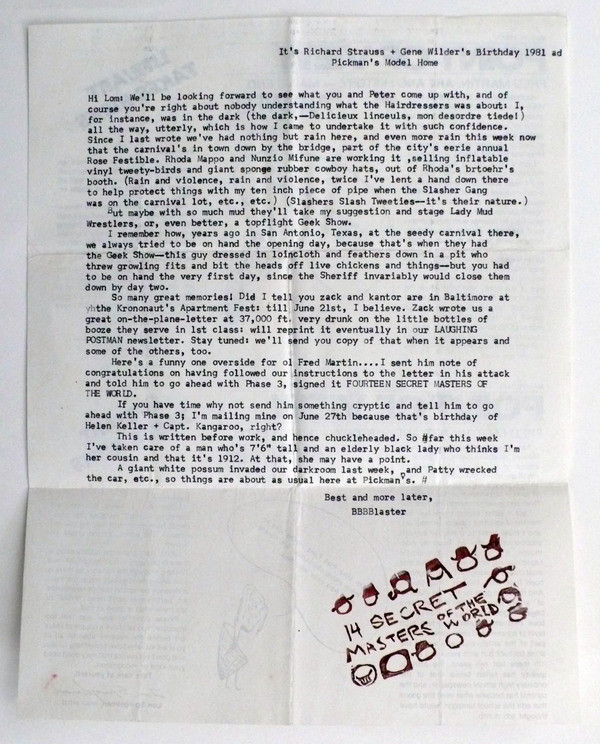 It's Richard Strauss + Gene Wilder's Birthday 1981 ad
Pickman's Model Home
Hi Lom: We'll be looking forward to see what you and Peter come up with, and of
course you're right about nobody understanding what the Hairdressers was about: I,
for instance, was in the dark (the dark,—Delicieux linceuls, mon desordre tiede!)
all the way, utterly, which is how I came to undertake it with such confidence.
Since I last wrote we've had nothing but rain here, and even more rain this week now
that the carnival's in town down by the bridge, part of the city's eerie annual
Rose Festible. Rhoda Mappo and Nunzio Mifune are working it ,selling inflatable
vinyl tweety-birds and giant sponge rubber cowboy hats, out of Rhoda's brtoehr's
booth. (Rain and violence, rain and violence, twice I've lent a hand down there
to help protect things with my ten inch piece of pipe when the Slasher Gang
was on the carnival lot, etc., etc.) (Slashers Slash Tweeties--it's their nature.)
But maybe with so much mud they'll take my suggestion and stage Lady Mud
Wrestlers, or, even better, a topflight Geek Show.
I remember how, years ago in San Antonio, Texas, at the seedy carnival there,
we always tried to be on hand the opening day, because that's when they had
the Geek Show--this guy dressed in loincloth and feathers down in a pit who
threw growling fits and bit the heads off live chickens and things--but you had
to be on hand the very first day, since the Sheriff invariably would close them
down by day two.
So many great memories! Did I tell you zack and kantor are in Baltimore at
the Krononaut's Apartment Fest: till June 21st, I believe. Zack wrote us a
great on-the-plane-letter at 37,000 ft. very drunk on the little bottles of
booze they serve in 1st class: will reprint it eventually in our LAUGHING
POSTMAN newsletter. Stay tuned: we'll send you copy of that when it appears and
some of the others, too.
Here's a funny one overside for ol Fred Martin....I sent him note of
congratulations on having followed our instructions to the letter in his attack
and told him to go ahead with Phase 3, signed it FOURTEEN SECRET MASTERS OF
THE WORLD.
If you have time why not send him something cryptic and tell him to go
ahead with Phase 3; I'm mailing mine on June 27th because that's birthday of
Helen Keller + Capt. Kangaroo, right?
This is written before work, and hence chuckleheaded. So far this week
I've taken care of a man who's 7'6" tall and an elderly black lady who thinks I'm
her cousin and that it's 1912. At that, she may have a point.
A giant white possum invaded our darkroom last week, and Patty wrecked
the car, etc., so things are about as usual here at Pickman's. #
Best and more later,
BBBBlaster
14 SECRET
MASTERS OF THE
WORLD